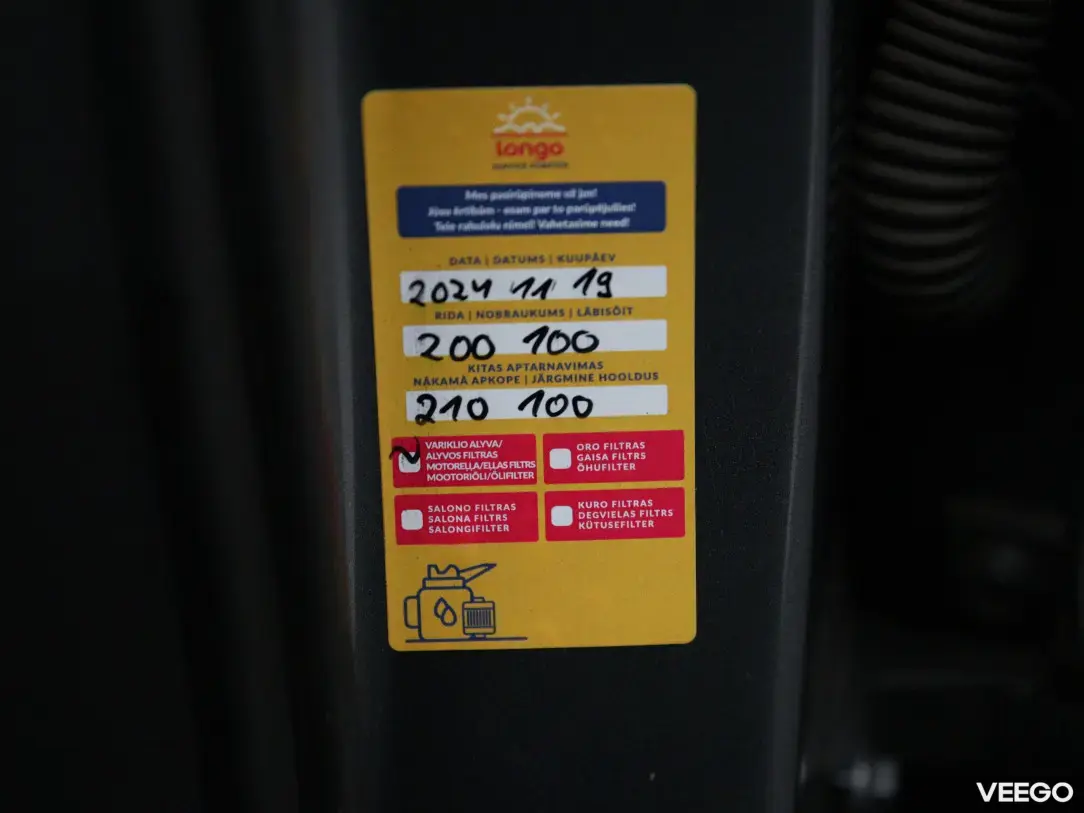 longo
Mes pasirūpinome už jus!
Jūsu ērtībām - esam par to parūpējušies!
Teie rahulolu nimel! Vahetasime need!
DATA | DATUMS | KUUPÄEV
2024 11 19
RIDA | NOBRAUKUMS | LÄBISÕIT
200 100
KITAS APTARNAVIMAS
NĀKAMĀ APKOPE | JÄRGMINE HOOLDUS
210 100
VARIKLIO ALYVA/
ALYVOS FILTRAS
MOTOREĻĻA/EĻĻAS FILTRS
MOOTORIÕLI/ÕLIFILTER
ORO FILTRAS
GAISA FILTRS
ÕHUFILTER
SALONO FILTRAS
SALONA FILTRS
SALONGIFILTER
KURO FILTRAS
DEGVIELAS FILTRS
KÜTUSEFILTER
VEEGO